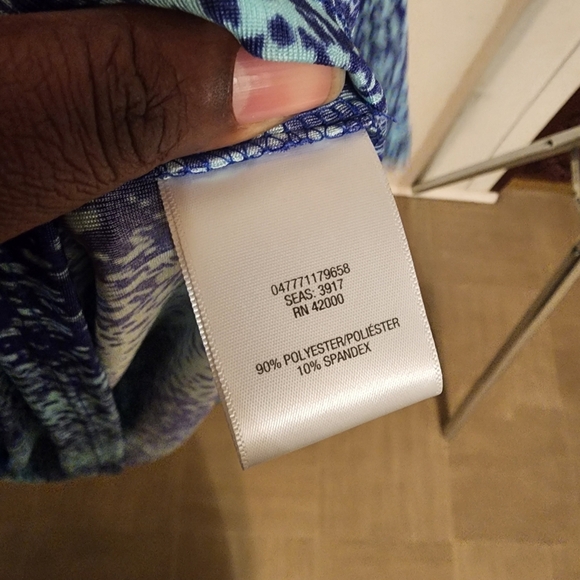 047771179658
SEAS: 3917
RN 42000
90% POLYESTER/POLIÉSTER
10% SPANDEX